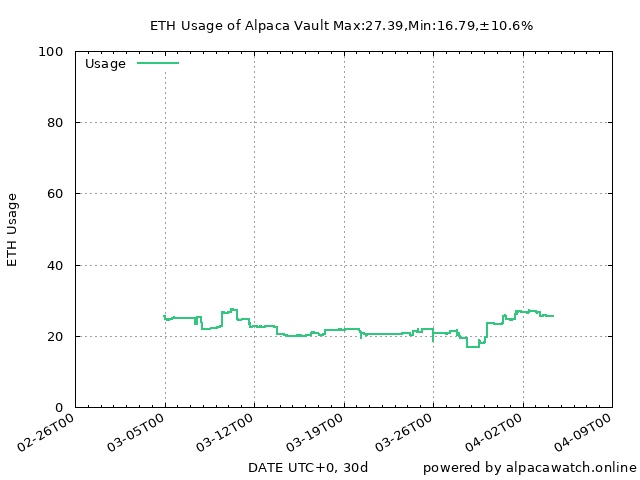 ETH Usage of Alpaca Vault Max:27.39,Min:16.79,±10.6%
Usage
100
80
60
40
20
0
ETH Usage
02-26T00
03-05T00
03-12T00
03-19T00
03-26T00
04-02T00
04-09T00
DATE UTC+0, 30d
powered by alpacawatch.online